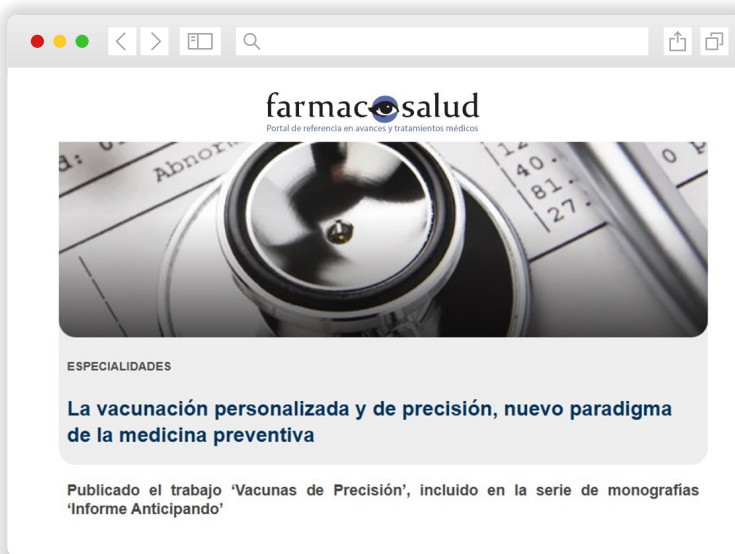 farmacosalud
Portal de referencia en avances y tratamientos médicos
Abnor
12.
40.
81.
27.
ESPECIALIDADES
La vacunación personalizada y de precisión, nuevo paradigma
de la medicina preventiva
Publicado el trabajo ‘Vacunas de Precisión’, incluido en la serie de monografías
‘Informe Anticipando’